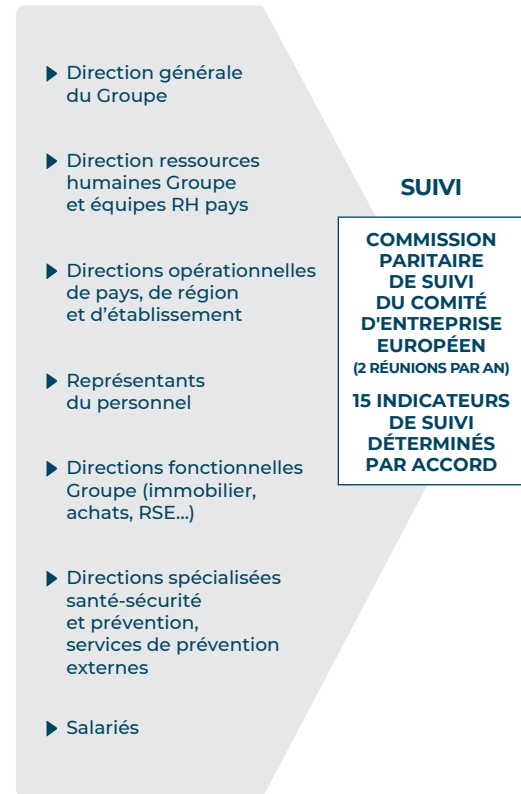 Direction générale
du Groupe
Direction ressources
humaines Groupe
et équipes RH pays
Directions opérationnelles
de pays, de région
et d’établissement
Représentants
du personnel
Directions fonctionnelles
Groupe (immobilier,
achats, RSE...)
Directions spécialisées
santé-sécurité
et prévention,
services de prévention
externes
Salariés
SUIVI
COMMISSION
PARITAIRE
DE SUIVI
DU COMITÉ
D'ENTREPRISE
EUROPÉEN
(2 RÉUNIONS PAR AN)
15 INDICATEURS
DE SUIVI
DÉTERMINÉS
PAR ACCORD